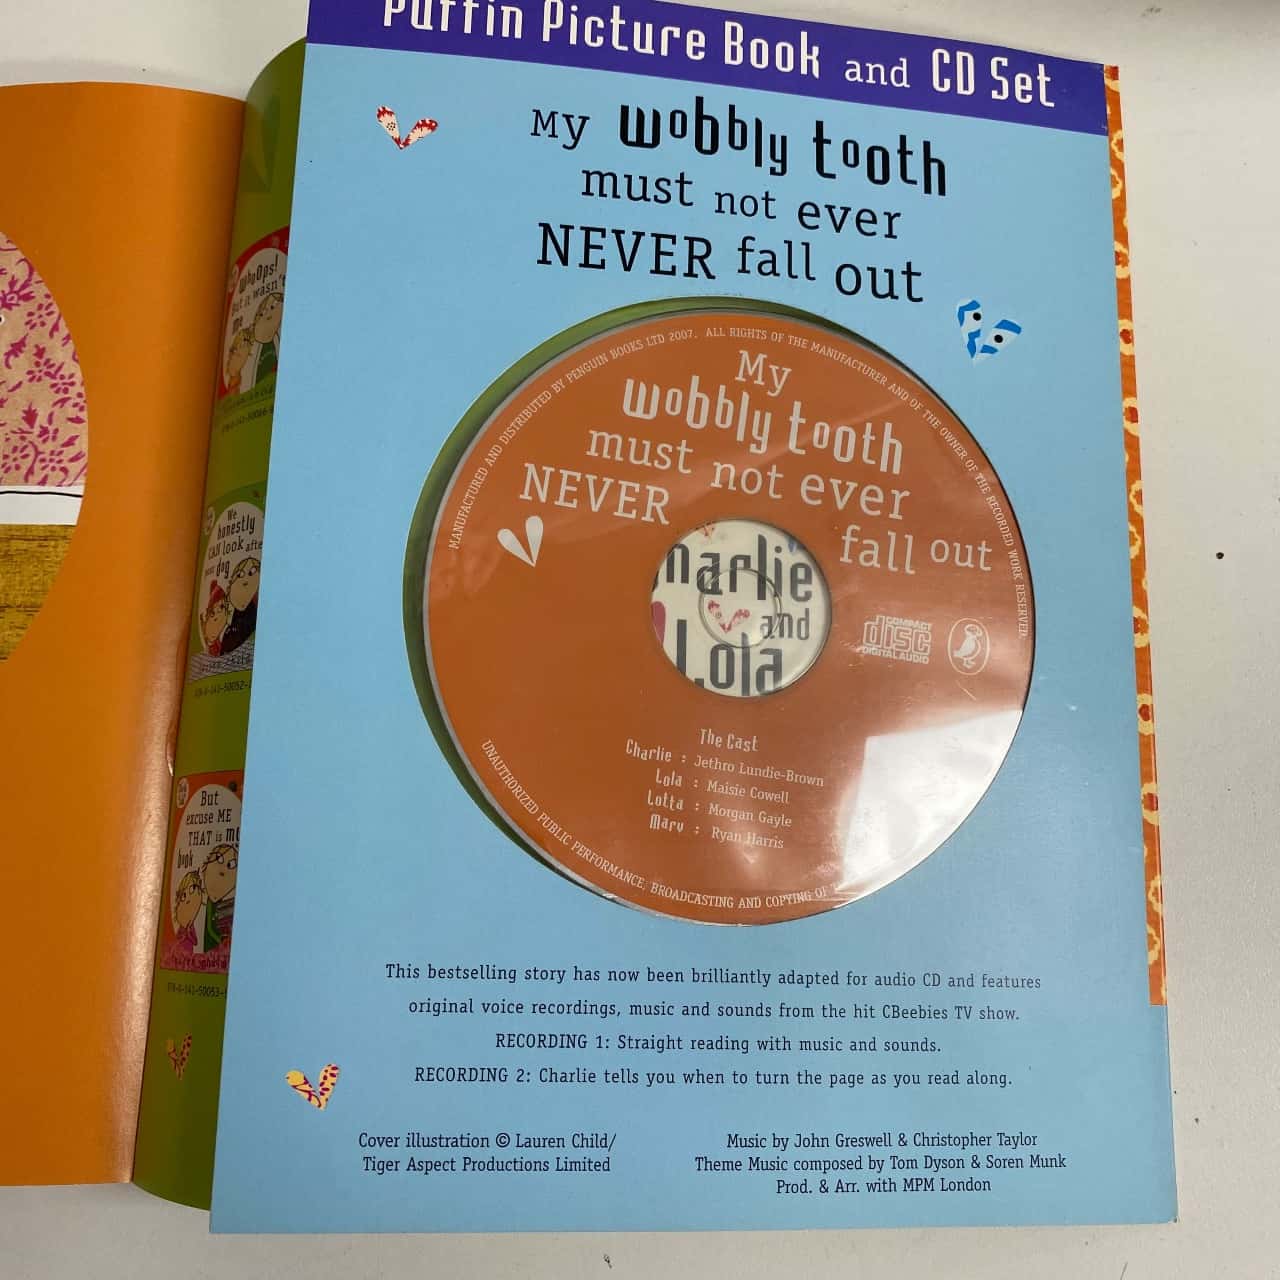 Puffin Picture Book and CD Set
My wobbly tooth
must not ever
NEVER fall out
MANUFACTURED AND DISTRIBUTED BY PENGUIN BOOKS LTD 2007. ALL RIGHTS OF THE MANUFACTURER AND OF THE OWNER OF THE RECORDED WORK RESERVED.
My
wobbly tooth
must not ever
NEVER
fall out
Charlie
and
Lola
COMPACT
disc
DIGITAL AUDIO
The Cast
Charlie : Jethro Lundie-Brown
Lola : Maisie Cowell
Lotta : Morgan Gayle
Marv : Ryan Harris
UNAUTHORIZED PUBLIC PERFORMANCE, BROADCASTING AND COPYING OF
This bestselling story has now been brilliantly adapted for audio CD and features
original voice recordings, music and sounds from the hit CBeebies TV show.
RECORDING 1: Straight reading with music and sounds.
RECORDING 2: Charlie tells you when to turn the page as you read along.
Cover illustration © Lauren Child/
Tiger Aspect Productions Limited
Music by John Greswell & Christopher Taylor
Theme Music composed by Tom Dyson & Soren Munk
Prod. & Arr. with MPM London
Whoops!
But it wasn't
me
We
honestly
CAN look
dog
But
excuse ME
THAT is
book